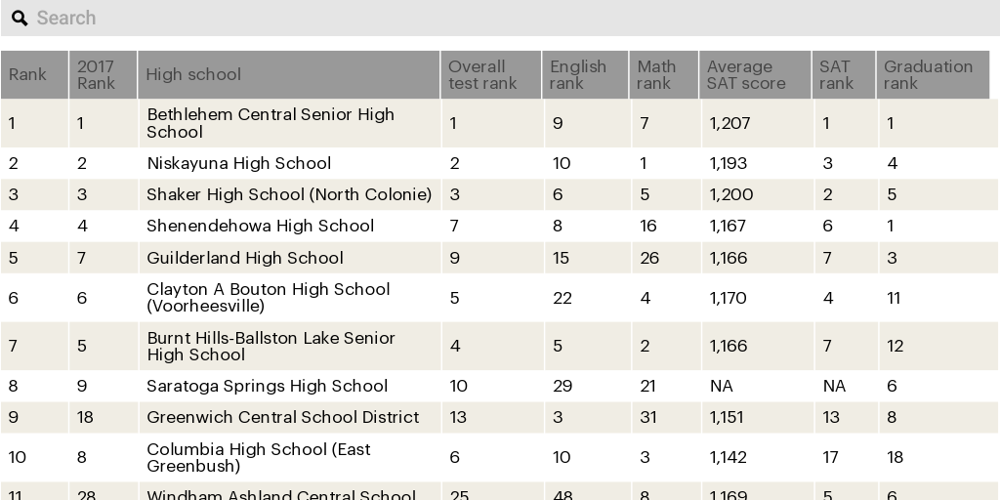 Search
Rank 2017 Rank High school Overall test rank English rank Math rank Average SAT score SAT rank Graduation rank
1 1 Bethlehem Central Senior High School 1 9 7 1,207 1 1
2 2 Niskayuna High School 2 10 1 1,193 3 4
3 3 Shaker High School (North Colonie) 3 6 5 1,200 2 5
4 4 Shenendehowa High School 7 8 16 1,167 6 1
5 7 Guilderland High School 9 15 26 1,166 7 3
6 6 Clayton A Bouton High School (Voorheesville) 5 22 4 1,170 4 11
7 5 Burnt Hills-Ballston Lake Senior High School 4 5 2 1,166 7 12
8 9 Saratoga Springs High School 10 29 21 NA NA 6
9 18 Greenwich Central School District 13 3 31 1,151 13 8
10 8 Columbia High School (East Greenbush) 6 10 3 1,142 17 18
11 28 Windham Ashland Central School 25 48 8 1,169 5 6